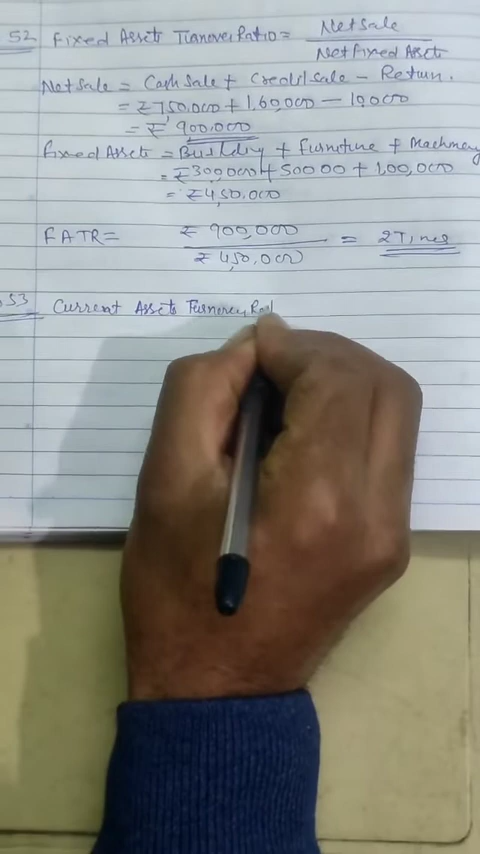 52 Fixed Assets Turnover Ratio = Net Sale / Net Fixed Assets
Net Sale = Cash Sale + Credit Sale - Return.
= ₹ 750,000 + 1,60,000 - 10,000
= ₹ 900,000
Fixed Assets = Building + Furniture + Machinery
= ₹ 300,000 + 50000 + 1,00,000
= ₹ 4,50,000
FATR = ₹ 900,000 / ₹ 4,50,000 = 2 Times
53 Current Assets Turnover Rat